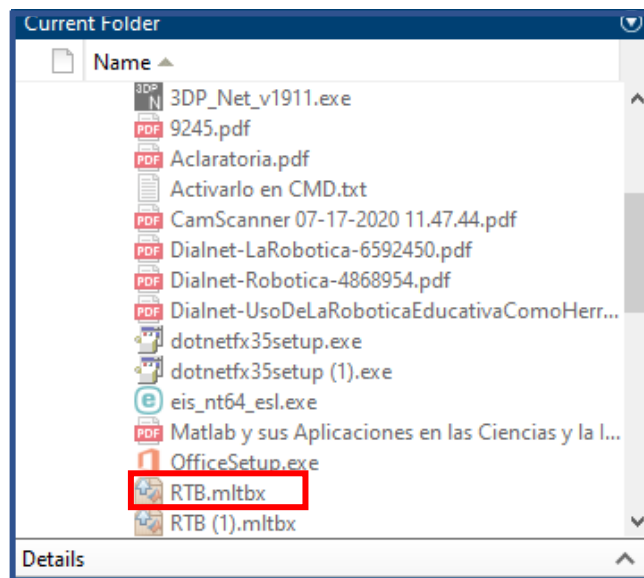 Current Folder
Name
3DP_Net_v1911.exe
9245.pdf
Aclaratoria.pdf
Activarlo en CMD.txt
CamScanner 07-17-2020 11.47.44.pdf
Dialnet-LaRobotica-6592450.pdf
Dialnet-Robotica-4868954.pdf
Dialnet-UsoDeLaRoboticaEducativaComoHerr...
dotnetfx35setup.exe
dotnetfx35setup (1).exe
eis_nt64_esl.exe
Matlab y sus Aplicaciones en las Ciencias y la I...
OfficeSetup.exe
RTB.mltbx
RTB (1).mltbx
Details